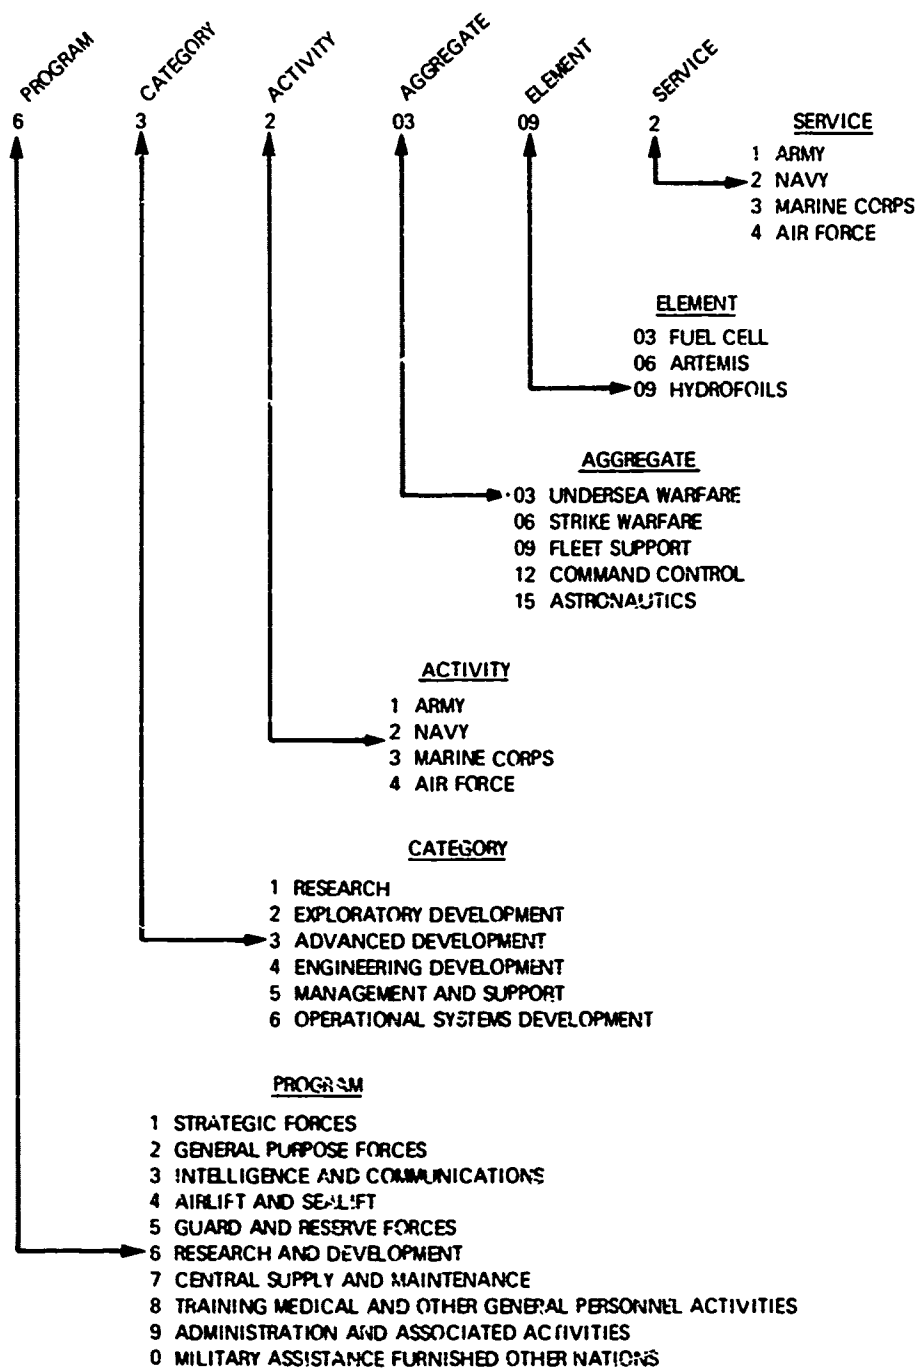 PROGRAM CATEGORY ACTIVITY AGGREGATE ELEMENT SERVICE
6 3 2 03 09 2
SERVICE
1 ARMY
2 NAVY
3 MARINE CORPS
4 AIR FORCE
ELEMENT
03 FUEL CELL
06 ARTEMIS
09 HYDROFOILS
AGGREGATE
03 UNDERSEA WARFARE
06 STRIKE WARFARE
09 FLEET SUPPORT
12 COMMAND CONTROL
15 ASTRONAUTICS
ACTIVITY
1 ARMY
2 NAVY
3 MARINE CORPS
4 AIR FORCE
CATEGORY
1 RESEARCH
2 EXPLORATORY DEVELOPMENT
3 ADVANCED DEVELOPMENT
4 ENGINEERING DEVELOPMENT
5 MANAGEMENT AND SUPPORT
6 OPERATIONAL SYSTEMS DEVELOPMENT
PROGRAM
1 STRATEGIC FORCES
2 GENERAL PURPOSE FORCES
3 INTELLIGENCE AND COMMUNICATIONS
4 AIRLIFT AND SEALIFT
5 GUARD AND RESERVE FORCES
6 RESEARCH AND DEVELOPMENT
7 CENTRAL SUPPLY AND MAINTENANCE
8 TRAINING MEDICAL AND OTHER GENERAL PERSONNEL ACTIVITIES
9 ADMINISTRATION AND ASSOCIATED ACTIVITIES
0 MILITARY ASSISTANCE FURNISHED OTHER NATIONS